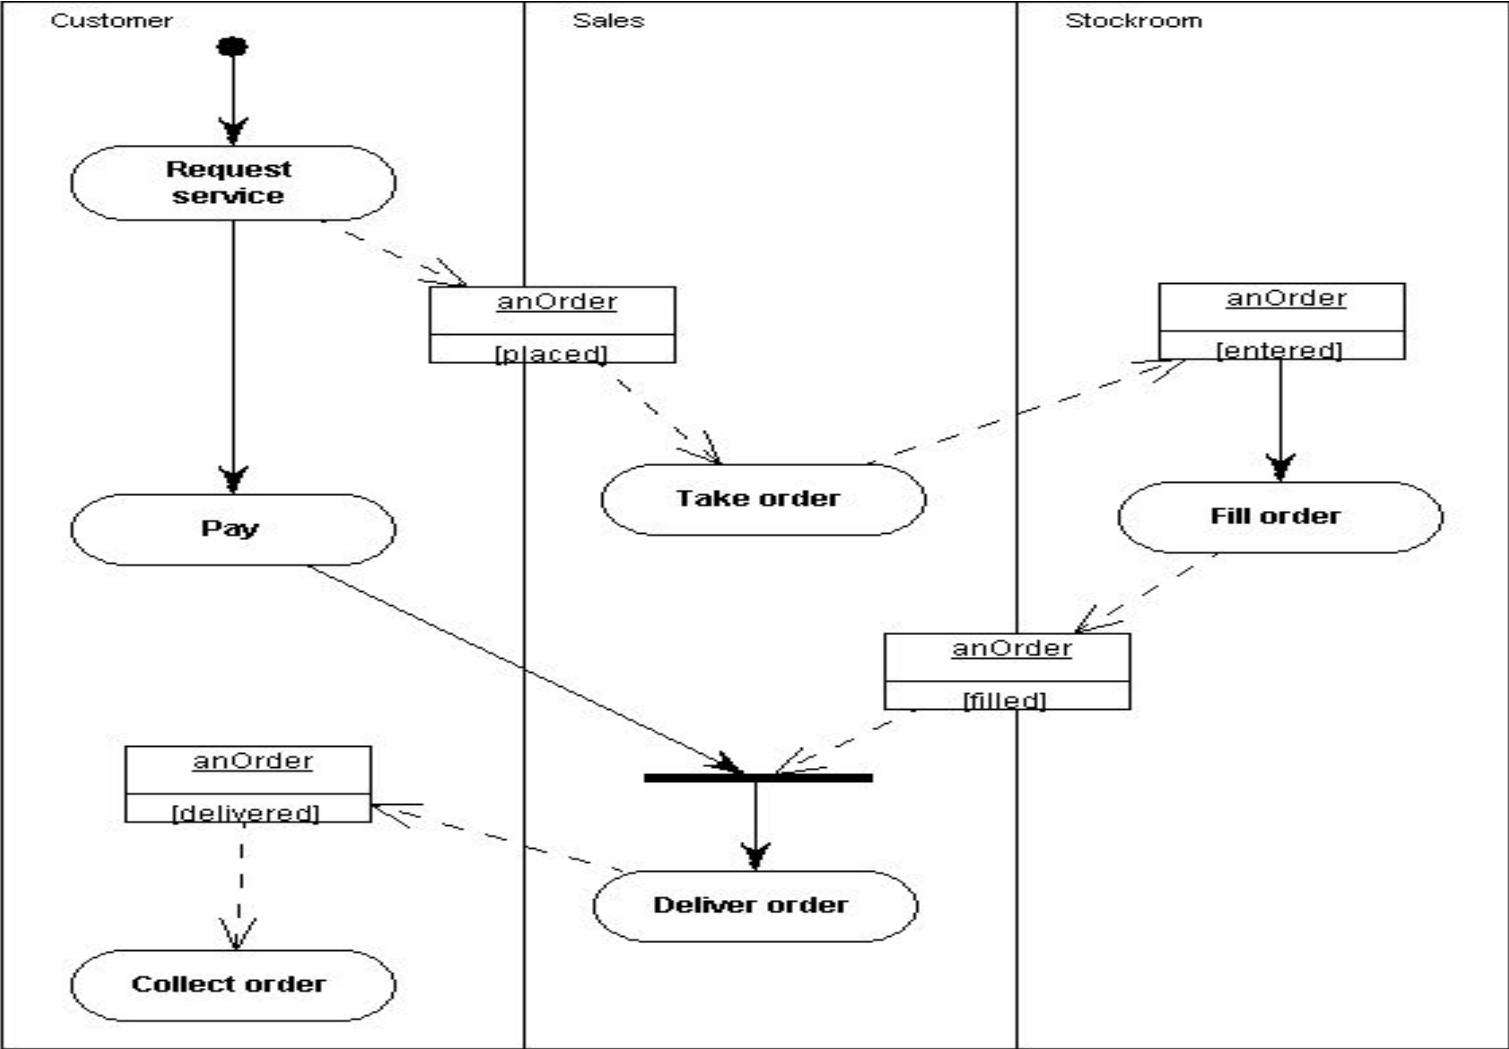 Customer
Sales
Stockroom
Request
service
anOrder
[placed]
anOrder
[entered]
Take order
Fill order
Pay
anOrder
[filled]
anOrder
[delivered]
Deliver order
Collect order